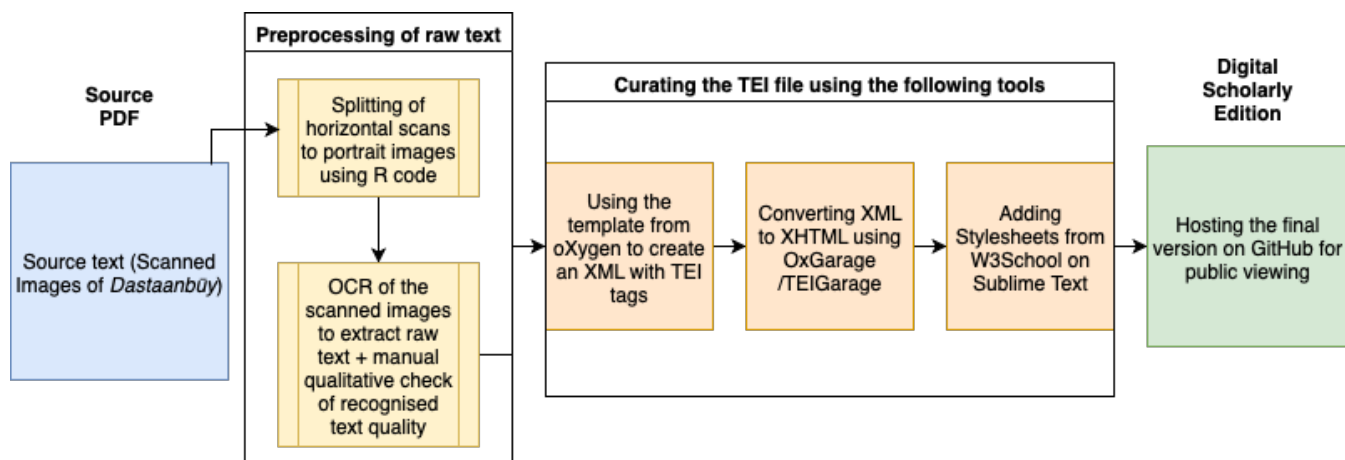 Source
PDF
Source text (Scanned
Images of Dastaanbūy)
Preprocessing of raw text
Splitting of
horizontal scans
to portrait images
using R code
OCR of the
scanned images
to extract raw
text + manual
qualitative check
of recognised
text quality
Curating the TEI file using the following tools
Using the
template from
oXygen to create
an XML with TEI
tags
Converting XML
to XHTML using
OxGarage
/TEIGarage
Adding
Stylesheets from
W3School on
Sublime Text
Digital
Scholarly
Edition
Hosting the final
version on GitHub for
public viewing